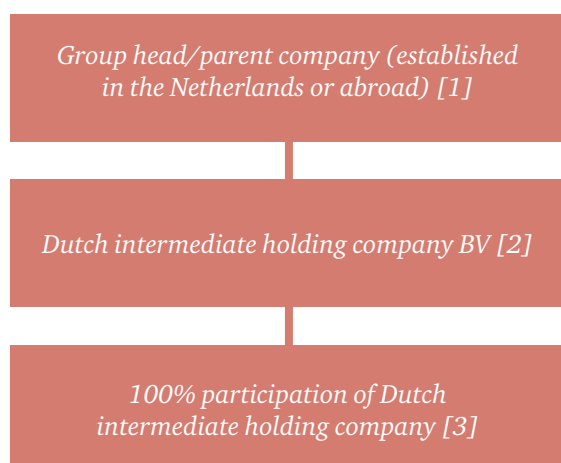 Group head/parent company (established
in the Netherlands or abroad) [1]
Dutch intermediate holding company BV [2]
100% participation of Dutch
intermediate holding company [3]